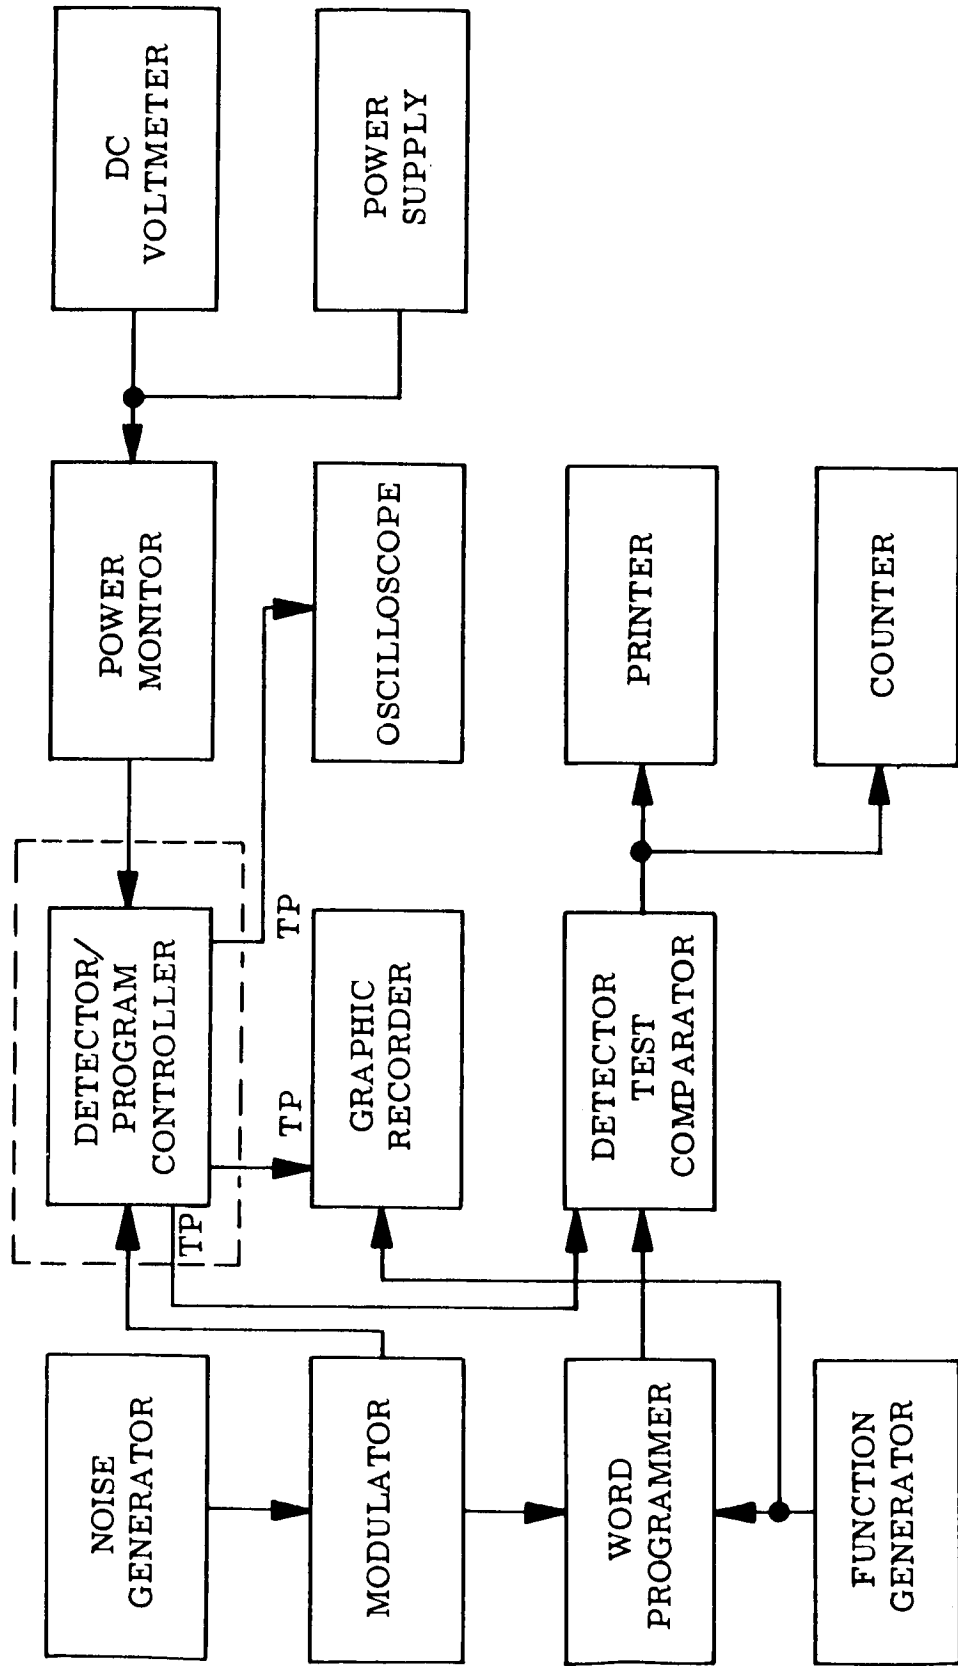 NOISE
GENERATOR
DETECTOR/
PROGRAM
CONTROLLER
TP
POWER
MONITOR
DC
VOLTMETER
MODULATOR
TP
GRAPHIC
RECORDER
TP
OSCILLOSCOPE
POWER
SUPPLY
WORD
PROGRAMMER
DETECTOR
TEST
COMPARATOR
PRINTER
FUNCTION
GENERATOR
COUNTER